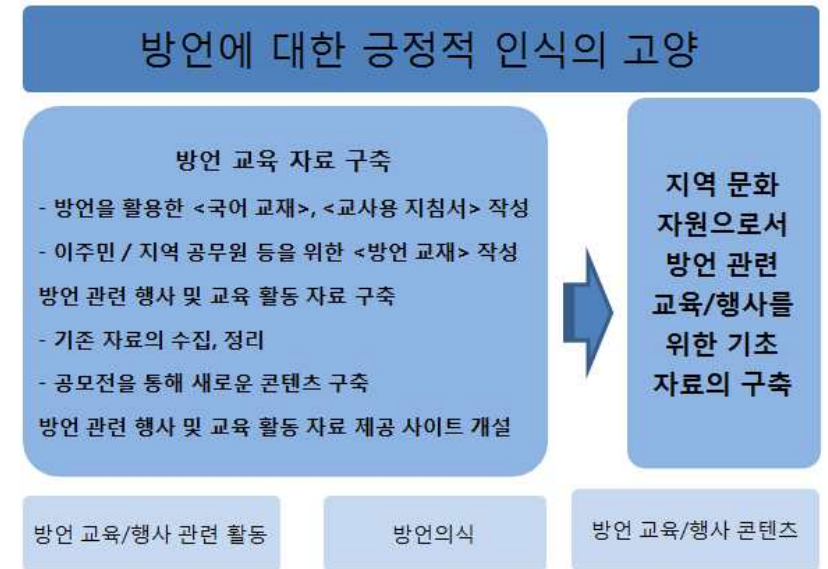 방언에 대한 긍정적 인식의 고양
방언 교육 자료 구축
- 방언을 활용한 <국어 교재>, <교사용 지침서> 작성
- 이주민 / 지역 공무원 등을 위한 <방언 교재> 작성
방언 관련 행사 및 교육 활동 자료 구축
- 기존 자료의 수집, 정리
- 공모전을 통해 새로운 콘텐츠 구축
방언 관련 행사 및 교육 활동 자료 제공 사이트 개설
지역 문화
자원으로서
방언 관련
교육/행사를
위한 기초
자료의 구축
방언 교육/행사 관련 활동
방언의식
방언 교육/행사 콘텐츠